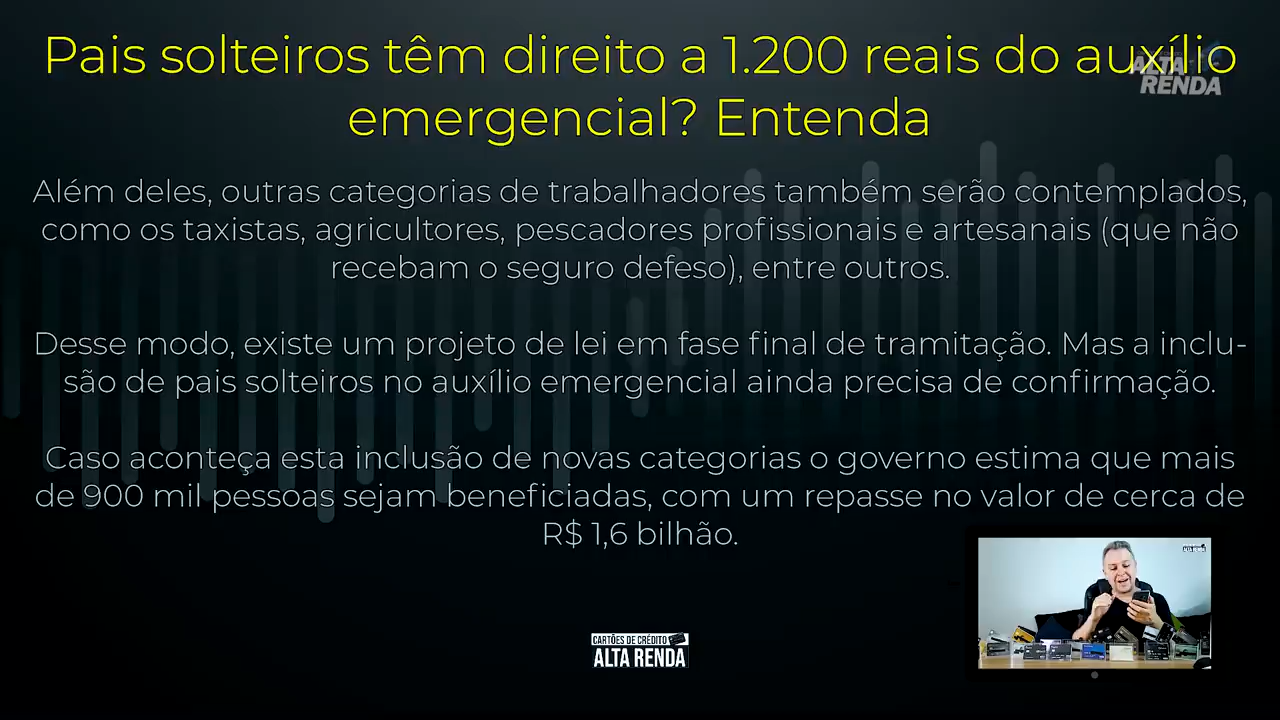 Pais solteiros têm direito a 1.200 reais do auxílio
emergencial? Entenda
ALTA
RENDA
Além deles, outras categorias de trabalhadores também serão contemplados,
como os taxistas, agricultores, pescadores profissionais e artesanais (que não
recebam o seguro defeso), entre outros.
Desse modo, existe um projeto de lei em fase final de tramitação. Mas a inclu-
são de pais solteiros no auxílio emergencial ainda precisa de confirmação.
Caso aconteça esta inclusão de novas categorias o governo estima que mais
de 900 mil pessoas sejam beneficiadas, com um repasse no valor de cerca de
R$ 1,6 bilhão.
CARTÕES DE CRÉDITO
ALTA RENDA
ALTA RENDA